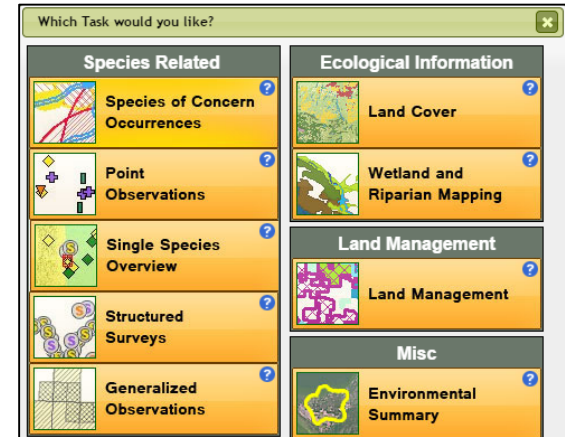 Which Task would you like?
Species Related
Species of Concern
Occurrences
Point
Observations
Single Species
Overview
Structured
Surveys
Generalized
Observations
Ecological Information
Land Cover
Wetland and
Riparian Mapping
Land Management
Land Management
Misc
Environmental
Summary